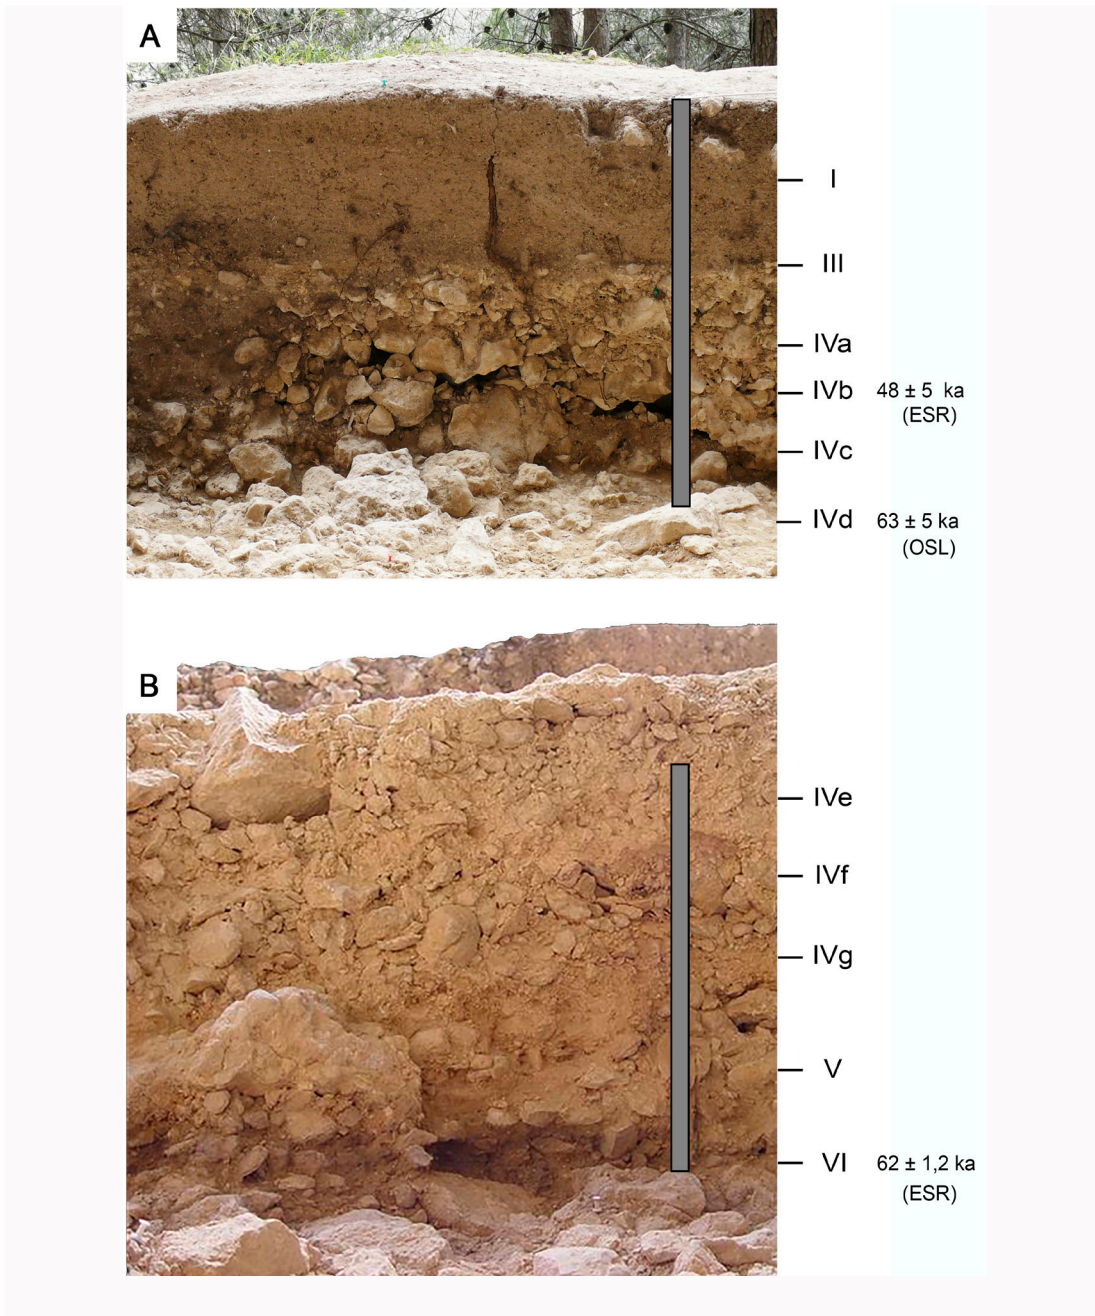 A
I
III
IVa
IVb 48 ± 5 ka
(ESR)
IVc
IVd 63 ± 5 ka
(OSL)
B
IVe
IVf
IVg
V
VI 62 ± 1,2 ka
(ESR)